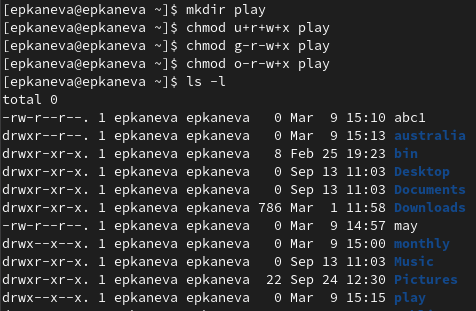 [epkaneva@epkaneva ~]$ mkdir play
[epkaneva@epkaneva ~]$ chmod u+r+w+x play
[epkaneva@epkaneva ~]$ chmod g-r-w+x play
[epkaneva@epkaneva ~]$ chmod o-r-w+x play
[epkaneva@epkaneva ~]$ ls -l
total 0
-rw-r--r--. 1 epkaneva epkaneva   0 Mar  9 15:10 abc1
drwxr--r--. 1 epkaneva epkaneva   0 Mar  9 15:13 australia
drwxr-xr-x. 1 epkaneva epkaneva   8 Feb 25 19:23 bin
drwxr-xr-x. 1 epkaneva epkaneva   0 Sep 13 11:03 Desktop
drwxr-xr-x. 1 epkaneva epkaneva   0 Sep 13 11:03 Documents
drwxr-xr-x. 1 epkaneva epkaneva 786 Mar  1 11:58 Downloads
-rw-r--r--. 1 epkaneva epkaneva   0 Mar  9 14:57 may
drwx--x--x. 1 epkaneva epkaneva   0 Mar  9 15:00 monthly
drwxr-xr-x. 1 epkaneva epkaneva   0 Sep 13 11:03 Music
drwxr-xr-x. 1 epkaneva epkaneva  22 Sep 24 12:30 Pictures
drwx--x--x. 1 epkaneva epkaneva   0 Mar  9 15:15 play